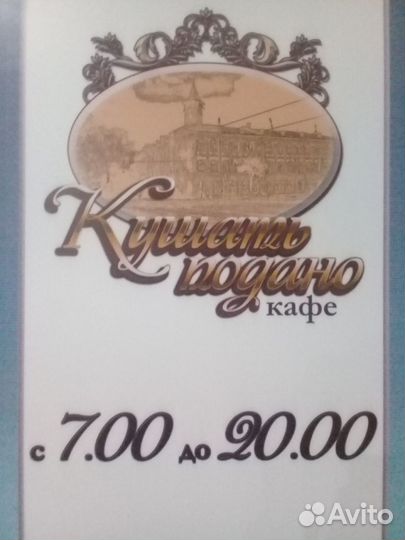 Кушать
подано
кафе
с 7.00 до 20.00
Avito